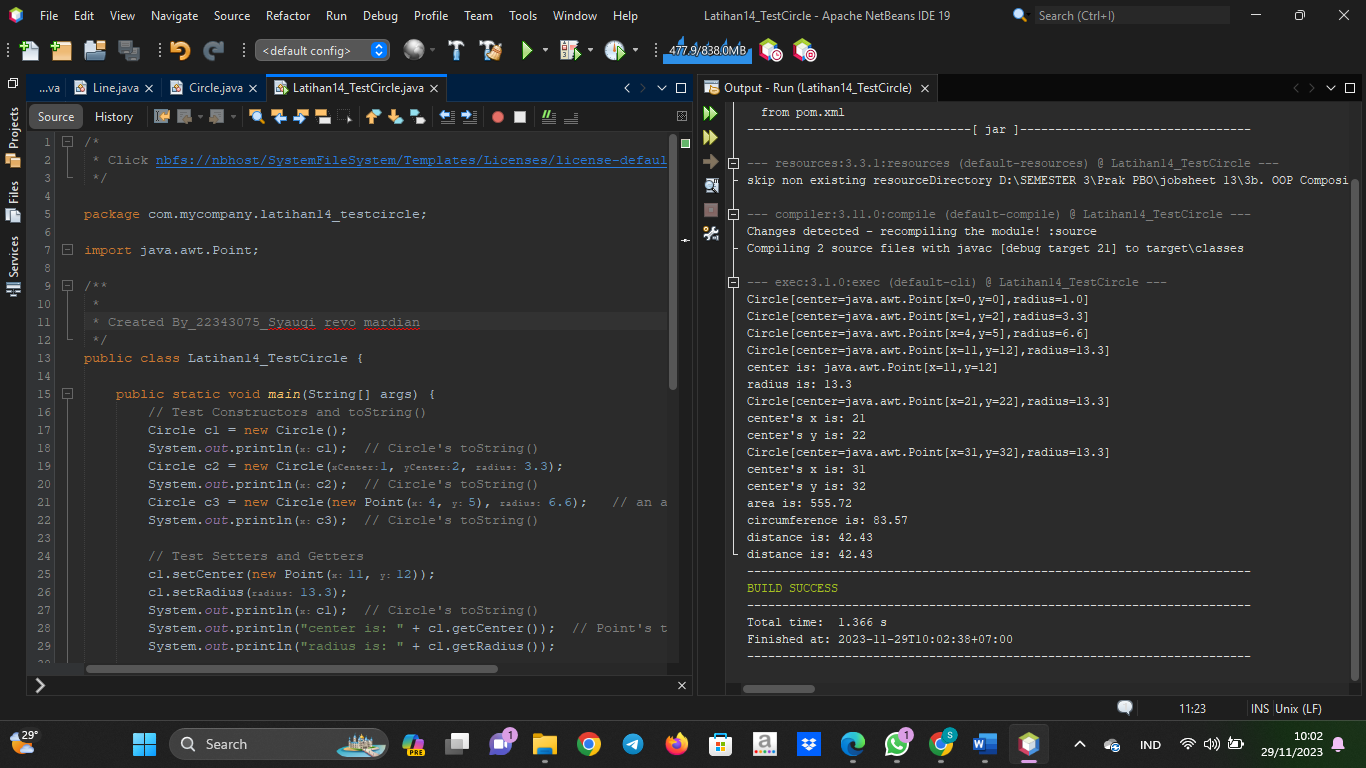 File Edit View Navigate Source Refactor Run Debug Profile Team Tools Window Help
Latihan14_TestCircle - Apache NetBeans IDE 19
Search (Ctrl+I)
<default config>
477.9/838.0MB
...va
Line.java
Circle.java
Latihan14_TestCircle.java
Source History
Projects
Files
Services
1 /*
2 * Click nbfs://nbhost/SystemFileSystem/Templates/Licenses/license-defaul
3 */
4
5 package com.mycompany.latihan14_testcircle;
6
7 import java.awt.Point;
8
9 /**
10 *
11 * Created By_22343075_Syauqi revo mardian
12 */
13 public class Latihan14_TestCircle {
14
15 public static void main(String[] args) {
16 // Test Constructors and toString()
17 Circle c1 = new Circle();
18 System.out.println(x: c1); // Circle's toString()
19 Circle c2 = new Circle(xCenter:1, yCenter:2, radius: 3.3);
20 System.out.println(x: c2); // Circle's toString()
21 Circle c3 = new Circle(new Point(x: 4, y: 5), radius: 6.6); // an a
22 System.out.println(x: c3); // Circle's toString()
23
24 // Test Setters and Getters
25 c1.setCenter(new Point(x: 11, y: 12));
26 c1.setRadius(radius: 13.3);
27 System.out.println(x: c1); // Circle's toString()
28 System.out.println("center is: " + c1.getCenter()); // Point's t
29 System.out.println("radius is: " + c1.getRadius());
Output - Run (Latihan14_TestCircle)
from pom.xml
--------------------------------[ jar ]---------------------------------
--- resources:3.3.1:resources (default-resources) @ Latihan14_TestCircle ---
skip non existing resourceDirectory D:\SEMESTER 3\Prak PBO\jobsheet 13\3b. OOP Composi
--- compiler:3.11.0:compile (default-compile) @ Latihan14_TestCircle ---
Changes detected - recompiling the module! :source
Compiling 2 source files with javac [debug target 21] to target\classes
--- exec:3.1.0:exec (default-cli) @ Latihan14_TestCircle ---
Circle[center=java.awt.Point[x=0,y=0],radius=1.0]
Circle[center=java.awt.Point[x=1,y=2],radius=3.3]
Circle[center=java.awt.Point[x=4,y=5],radius=6.6]
Circle[center=java.awt.Point[x=11,y=12],radius=13.3]
center is: java.awt.Point[x=11,y=12]
radius is: 13.3
Circle[center=java.awt.Point[x=21,y=22],radius=13.3]
center's x is: 21
center's y is: 22
Circle[center=java.awt.Point[x=31,y=32],radius=13.3]
center's x is: 31
center's y is: 32
area is: 555.72
circumference is: 83.57
distance is: 42.43
distance is: 42.43
------------------------------------------------------------------------
BUILD SUCCESS
------------------------------------------------------------------------
Total time: 1.366 s
Finished at: 2023-11-29T10:02:38+07:00
------------------------------------------------------------------------
11:23 INS Unix (LF)
29°
Search
PRE
1
1
S
IND
10:02
29/11/2023